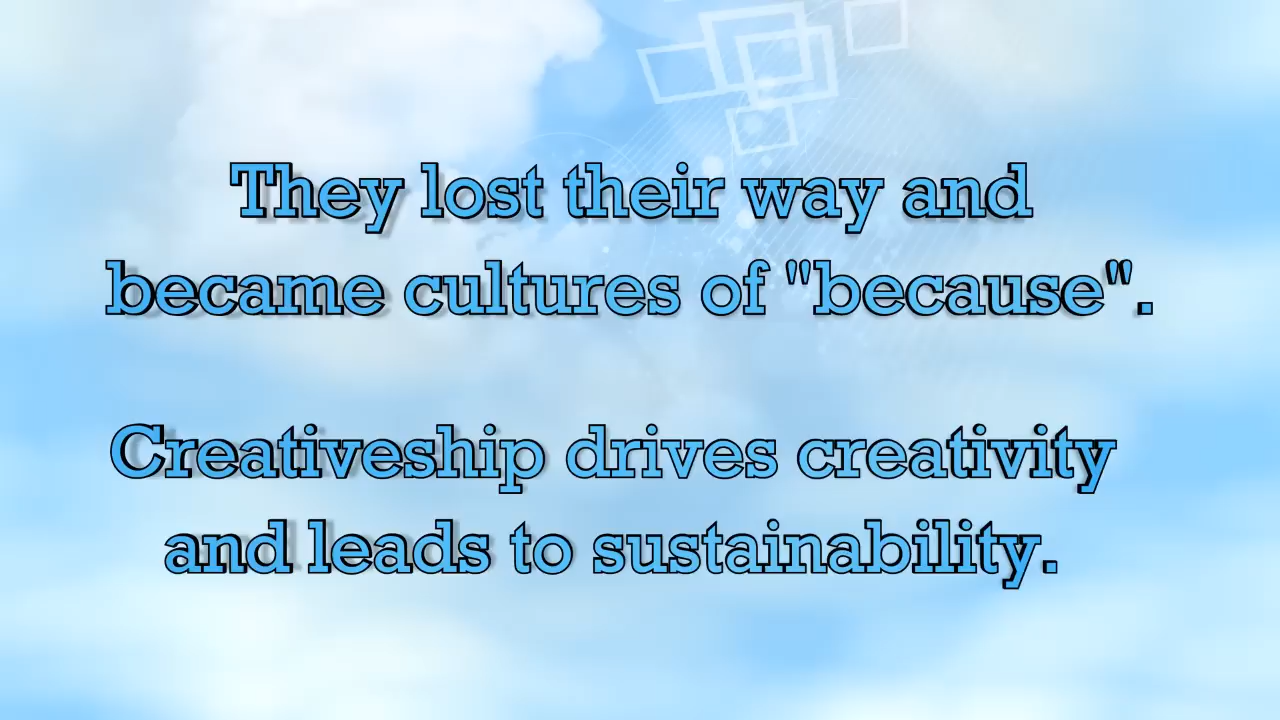 They lost their way and
became cultures of "because".
Creativeship drives creativity
and leads to sustainability.